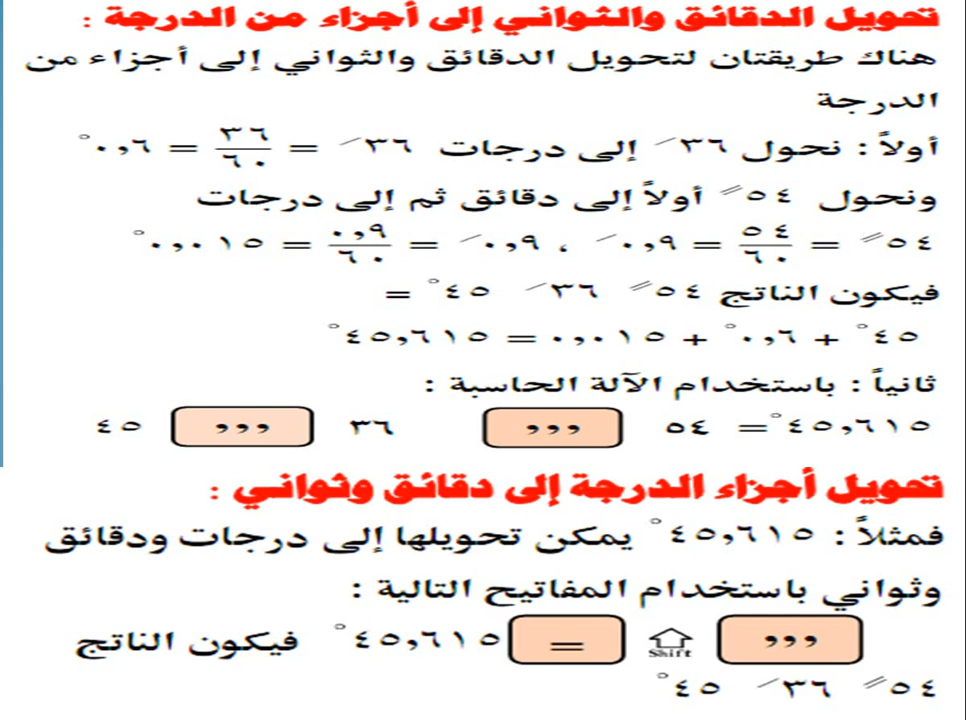 تحويل الدقائق والثواني إلى أجزاء من الدرجة :
هناك طريقتان لتحويل الدقائق والثواني إلى أجزاء من
الدرجة
أولاً : نحول ٣٦′ إلى درجات ٣٦′ = ٣٦/٦٠ = ٠,٦°
ونحول ٥٤″ أولاً إلى دقائق ثم إلى درجات
٥٤″ = ٥٤/٦٠ = ٠,٩′ ، ٠,٩′ = ٠,٩/٦٠ = ٠,٠١٥°
فيكون الناتج ٥٤″ ٣٦′ ٤٥° =
٤٥° + ٠,٦° + ٠,٠١٥ = ٤٥,٦١٥°
ثانياً : باستخدام الآلة الحاسبة :
٤٥ ,,, ٣٦ ,,, ٥٤ = ٤٥,٦١٥°
تحويل أجزاء الدرجة إلى دقائق وثواني :
فمثلاً : ٤٥,٦١٥° يمكن تحويلها إلى درجات ودقائق
وثواني باستخدام المفاتيح التالية :
,,, Shift = ٤٥,٦١٥° فيكون الناتج
٥٤″ ٣٦′ ٤٥°